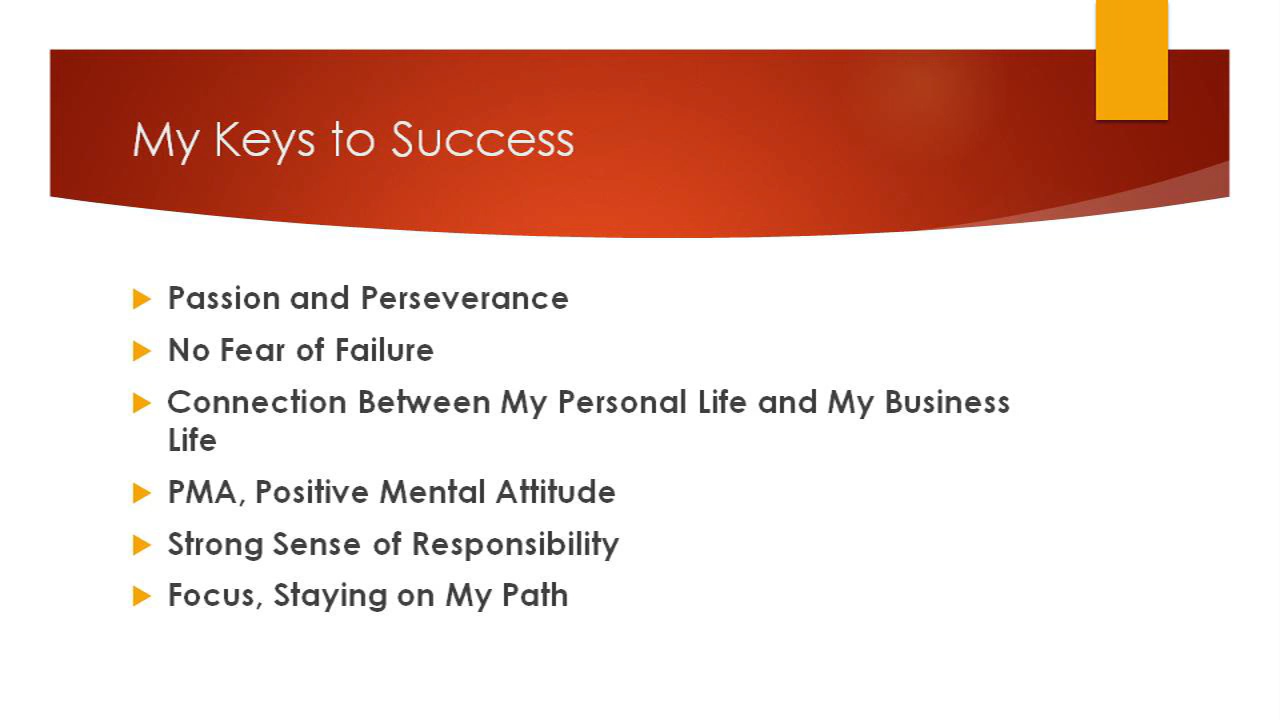 My Keys to Success
Passion and Perseverance
No Fear of Failure
Connection Between My Personal Life and My Business
Life
PMA, Positive Mental Attitude
Strong Sense of Responsibility
Focus, Staying on My Path